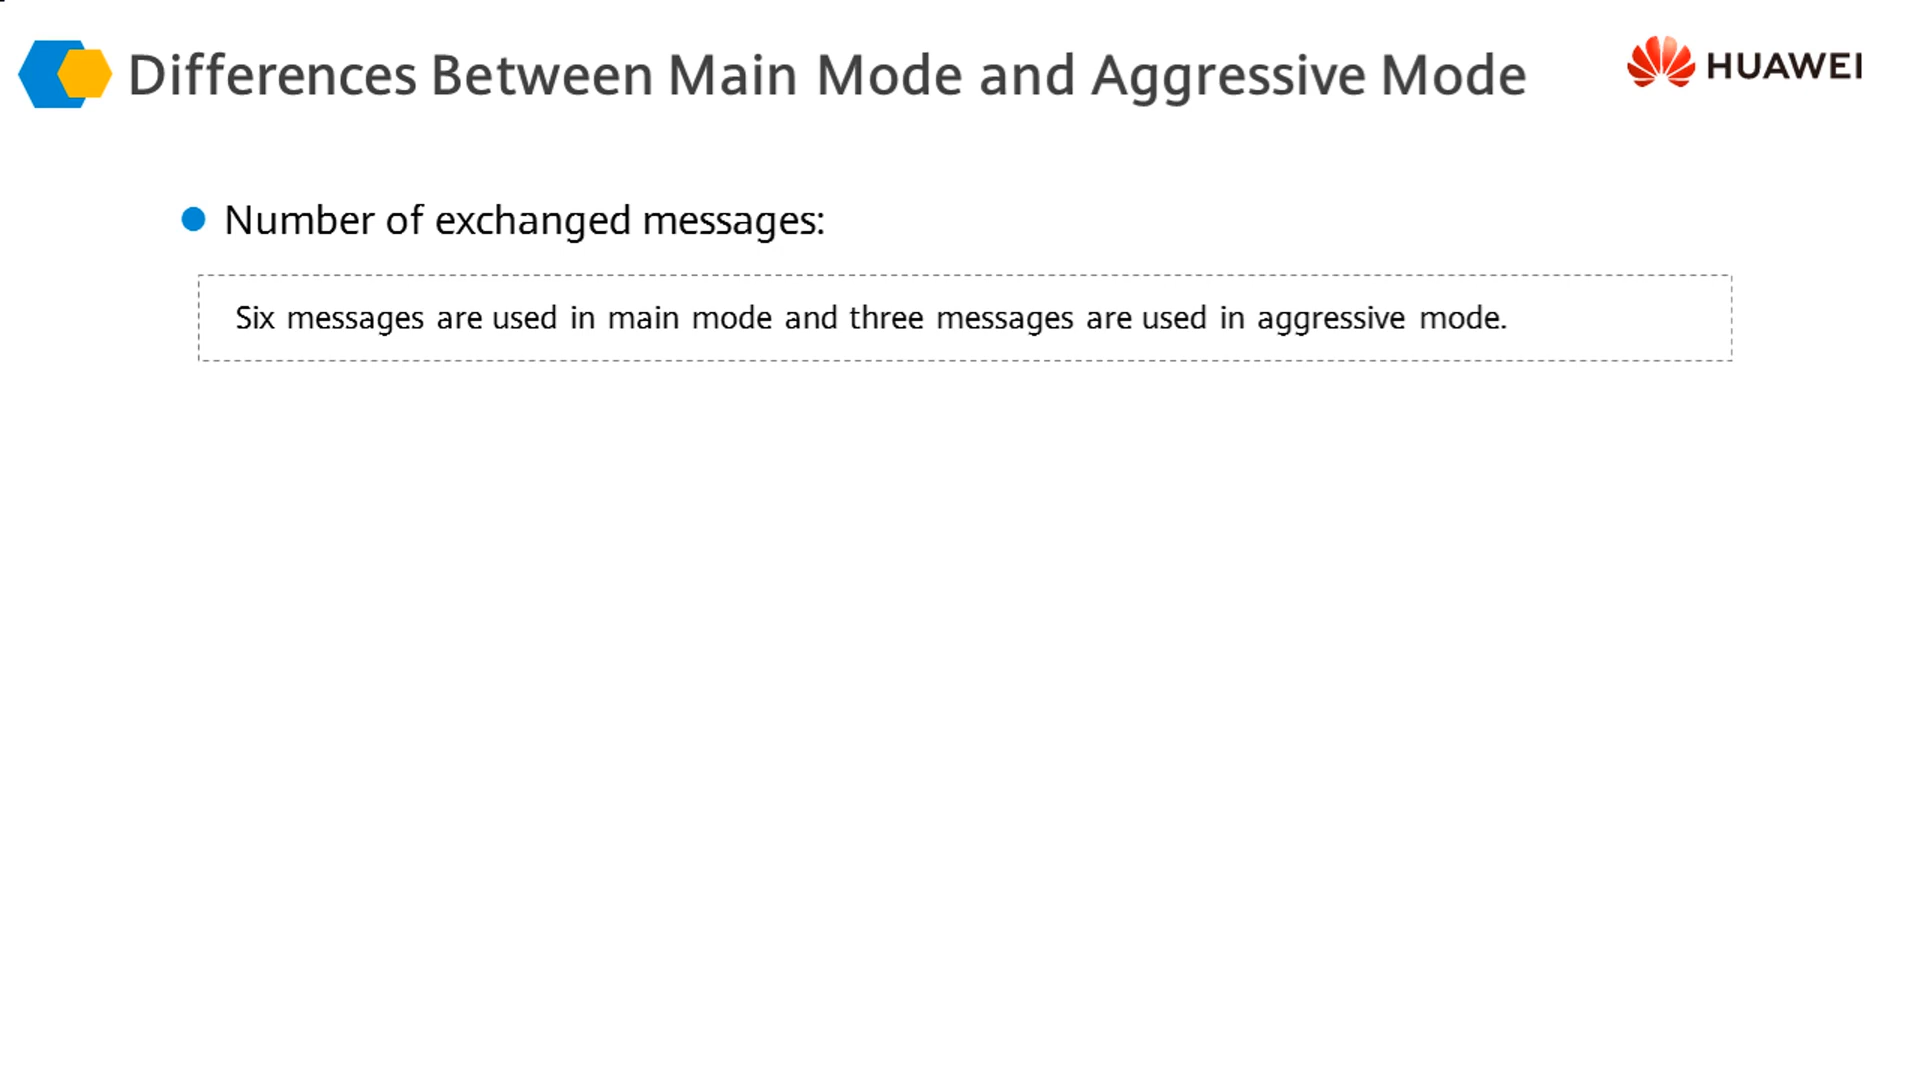 Differences Between Main Mode and Aggressive Mode
HUAWEI
Number of exchanged messages:
Six messages are used in main mode and three messages are used in aggressive mode.